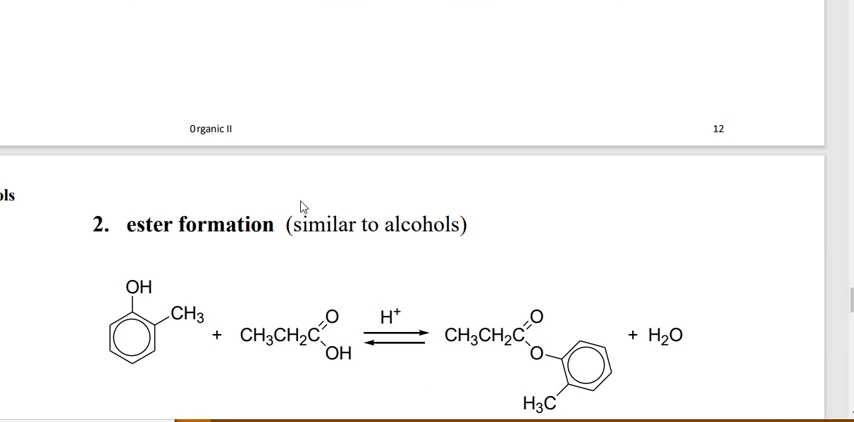 Organic II
12
ols
2. ester formation (similar to alcohols)
OH
CH₃
+ CH₃CH₂C
O
OH
H⁺
CH₃CH₂C
O
O
H₃C
+ H₂O